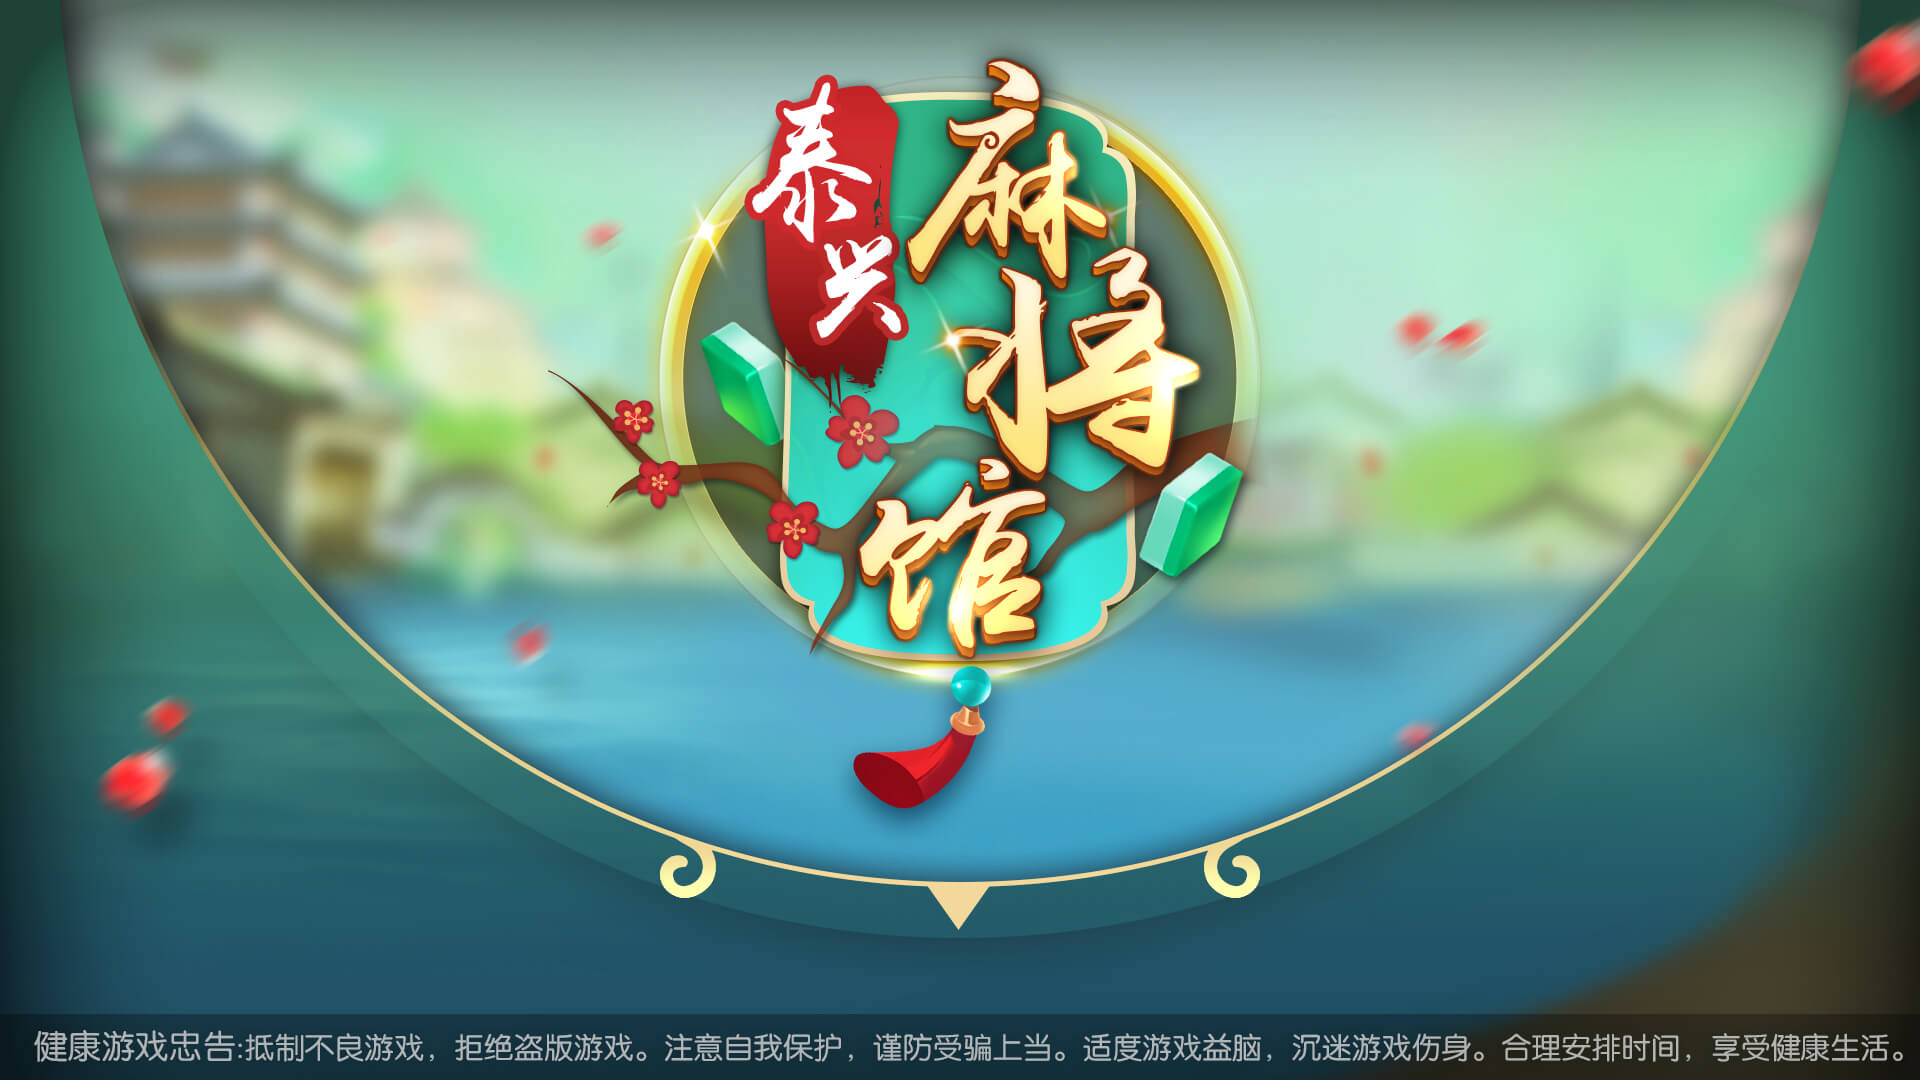 泰兴
麻将馆
健康游戏忠告:抵制不良游戏，拒绝盗版游戏。注意自我保护，谨防受骗上当。适度游戏益脑，沉迷游戏伤身。合理安排时间，享受健康生活。